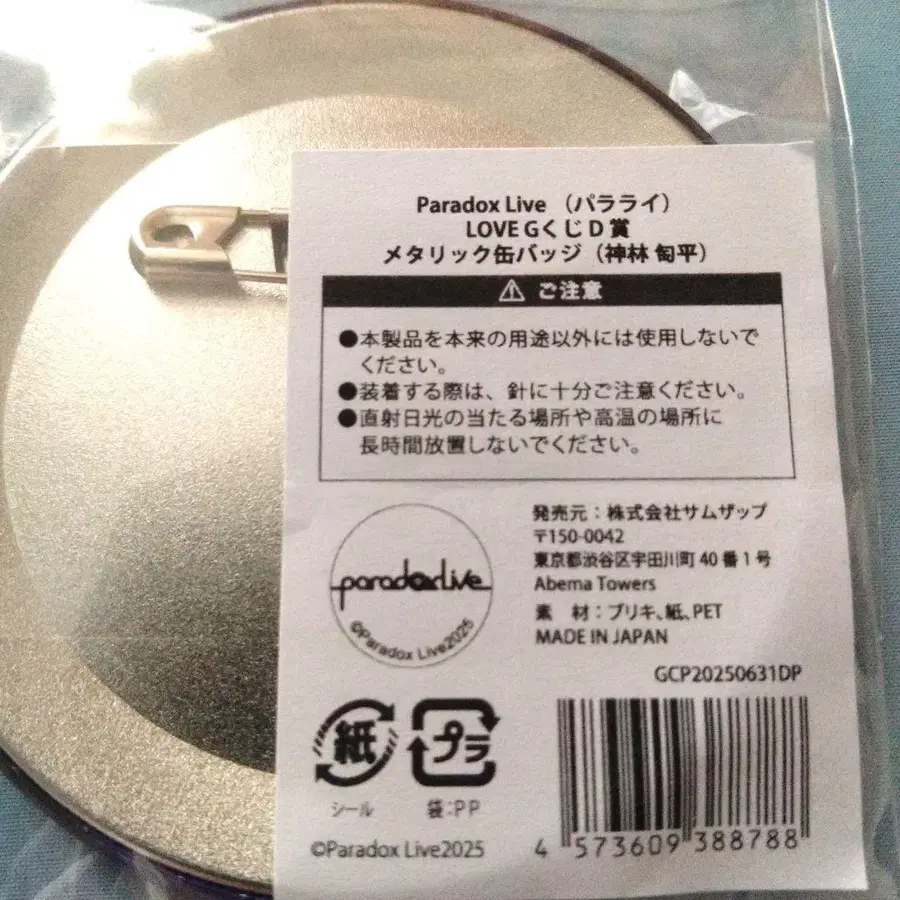 Paradox Live （パラライ）
LOVE Gくじ D 賞
メタリック缶バッジ（神林 匋平）
⚠ ご注意
●本製品を本来の用途以外には使用しないで
ください。
●装着する際は、針に十分ご注意ください。
●直射日光の当たる場所や高温の場所に
長時間放置しないでください。
発売元：株式会社サムザップ
〒150-0042
東京都渋谷区宇田川町 40 番 1 号
Abema Towers
素 材：ブリキ、紙、PET
MADE IN JAPAN
paradoxlive
©Paradox Live2025
GCP20250631DP
紙
シール
プラ
袋:PP
©Paradox Live2025
4 573609 388788